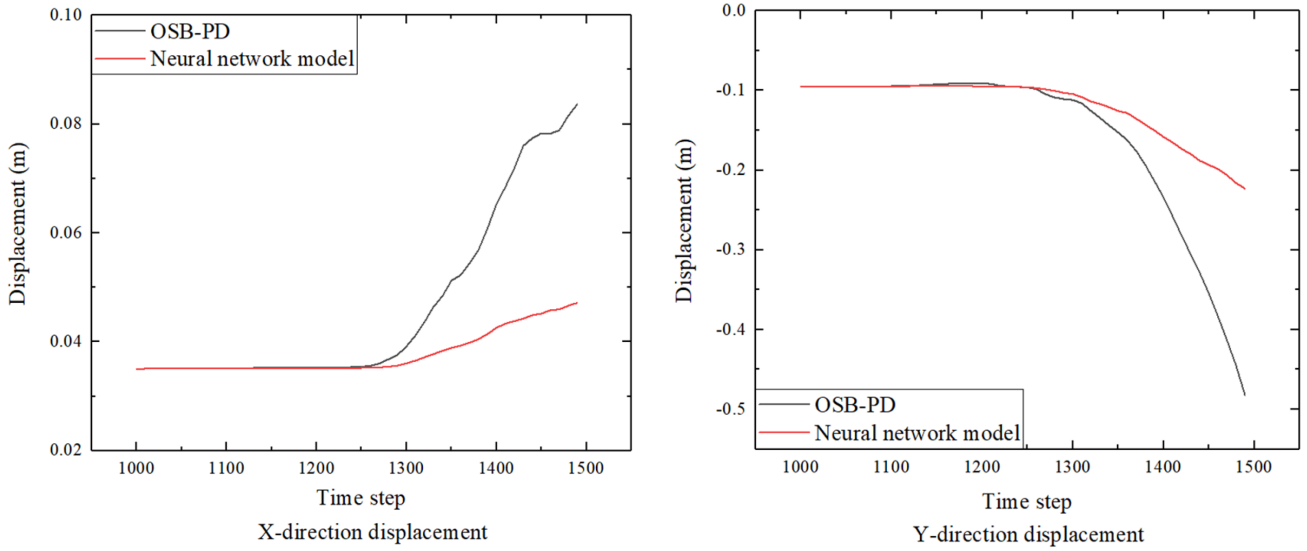 OSB-PD
Neural network model
0.10
0.08
0.06
0.04
0.02
Displacement (m)
1000 1100 1200 1300 1400 1500
Time step
X-direction displacement
0.0
-0.1
-0.2
-0.3
-0.4
-0.5
Displacement (m)
OSB-PD
Neural network model
1000 1100 1200 1300 1400 1500
Time step
Y-direction displacement